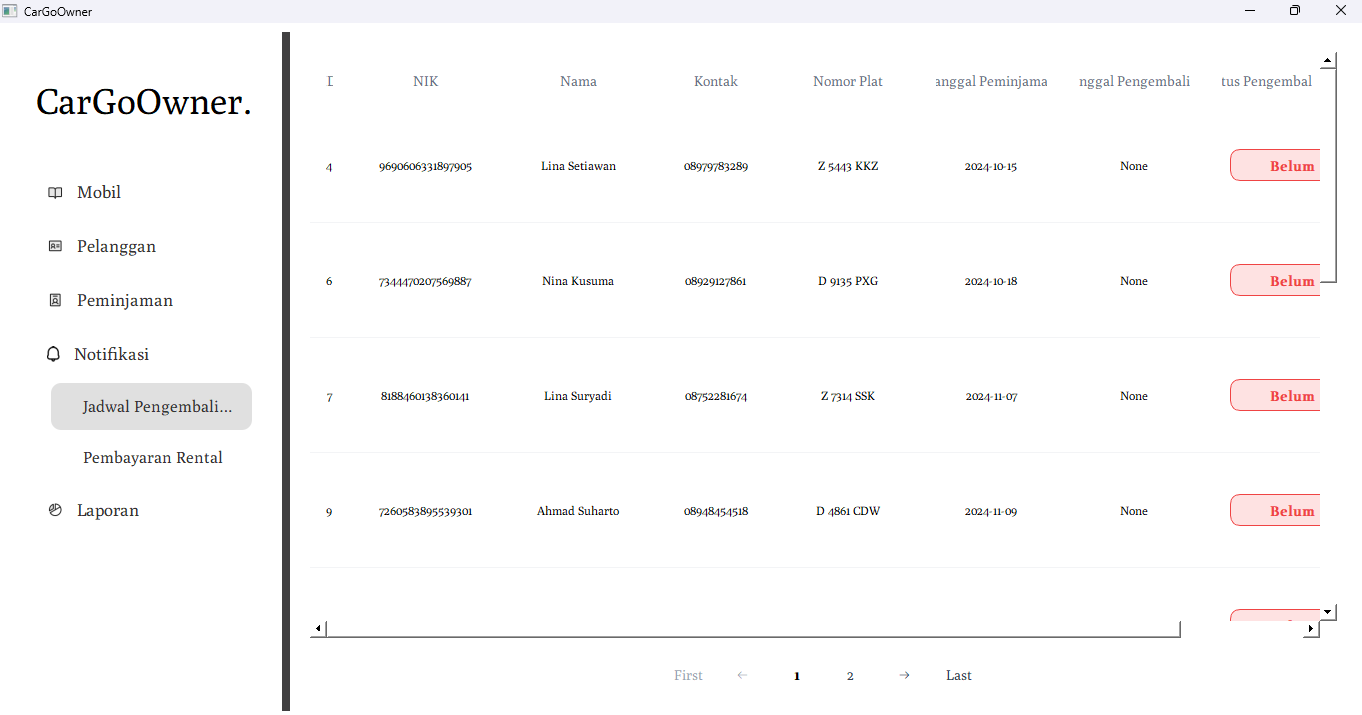 CarGoOwner
CarGoOwner.
Mobil
Pelanggan
Peminjaman
Notifikasi
Jadwal Pengembali...
Pembayaran Rental
Laporan
NIK Nama Kontak Nomor Plat anggal Peminjama nggal Pengembali tus Pengembal
4 9690606331897905 Lina Setiawan 08979783289 Z 5443 KKZ 2024-10-15 None Belum
6 7344470207569887 Nina Kusuma 08929127861 D 9135 PXG 2024-10-18 None Belum
7 8188460138360141 Lina Suryadi 08752281674 Z 7314 SSK 2024-11-07 None Belum
9 7260583895539301 Ahmad Suharto 08948454518 D 4861 CDW 2024-11-09 None Belum
First ← 1 2 → Last